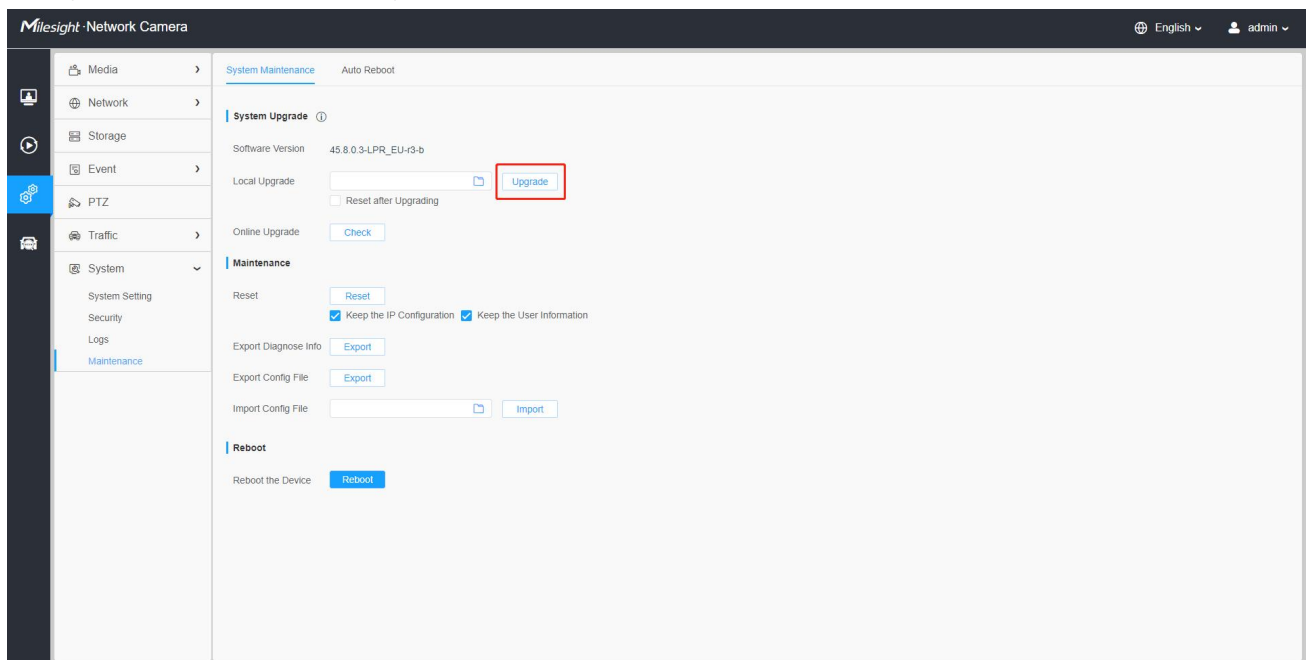 Milesight · Network Camera
English
admin
Media
Network
Storage
Event
PTZ
Traffic
System
System Setting
Security
Logs
Maintenance
System Maintenance Auto Reboot
System Upgrade
Software Version 45.8.0.3-LPR_EU-r3-b
Local Upgrade Upgrade
Reset after Upgrading
Online Upgrade Check
Maintenance
Reset Reset
Keep the IP Configuration Keep the User Information
Export Diagnose Info Export
Export Config File Export
Import Config File Import
Reboot
Reboot the Device Reboot